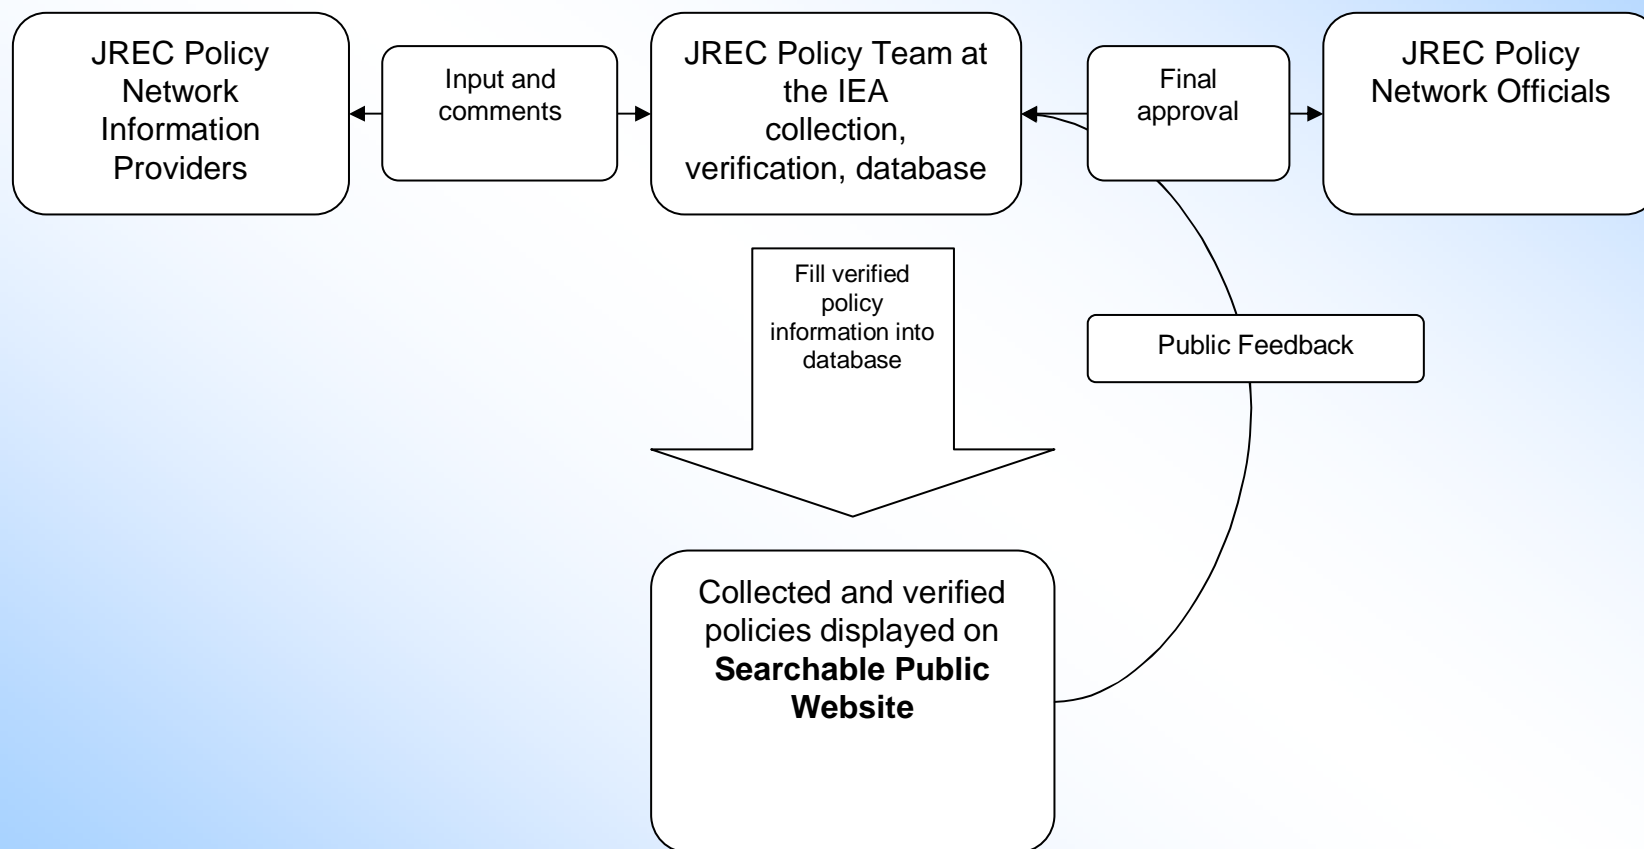 JREC Policy
Network
Information
Providers
Input and
comments
JREC Policy Team at
the IEA
collection,
verification, database
Final
approval
JREC Policy
Network Officials
Fill verified
policy
information into
database
Public Feedback
Collected and verified
policies displayed on
Searchable Public
Website